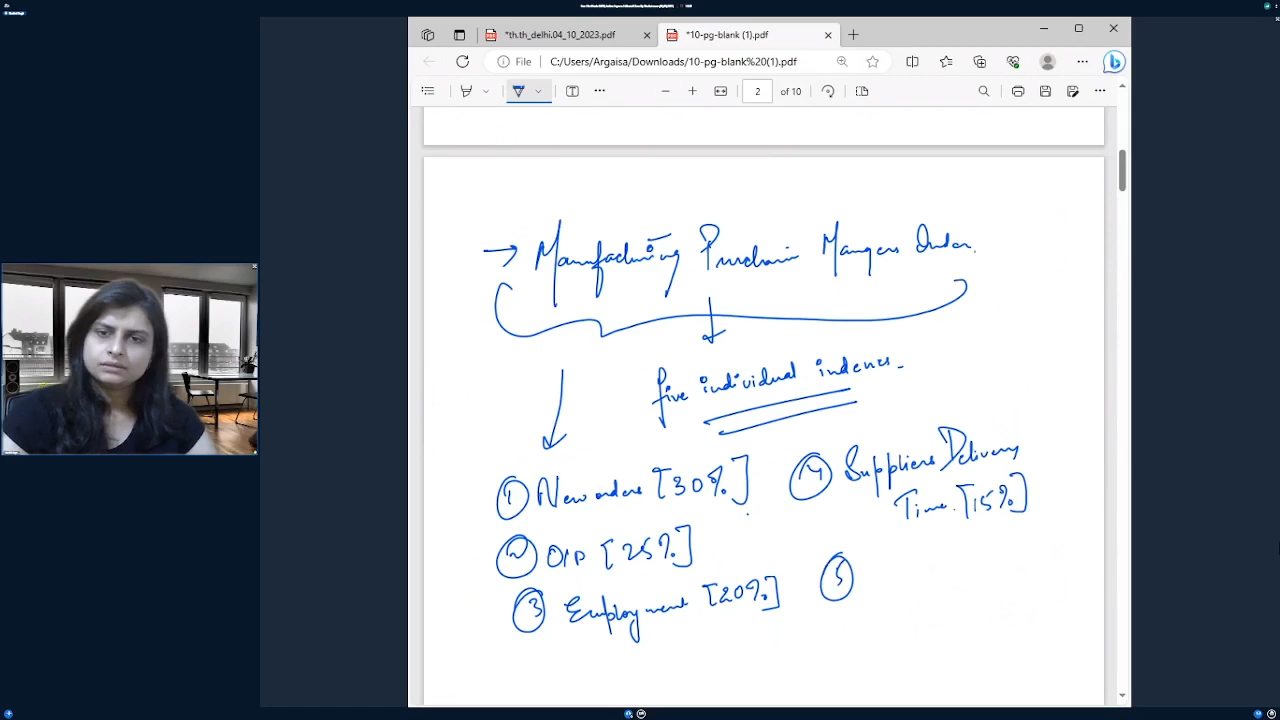 *th.th_delhi.04_10_2023.pdf
*10-pg-blank (1).pdf
File
C:/Users/Argaisa/Downloads/10-pg-blank%20(1).pdf
2 of 10
→ Manufacturing Purchasin Mangers Index.
five individual indexes.
① New orders [30%]
② O/P [25%]
③ Employment [20%]
④ Suppliers Delivery
Time. [15%]
⑤